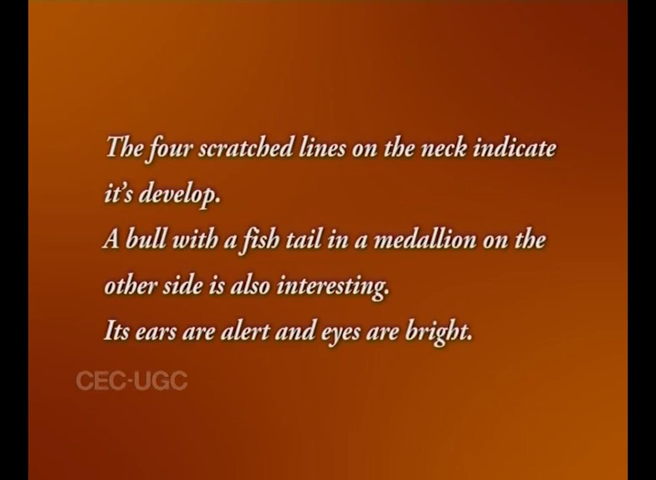 The four scratched lines on the neck indicate
it's develop.
A bull with a fish tail in a medallion on the
other side is also interesting.
Its ears are alert and eyes are bright.
CEC-UGC